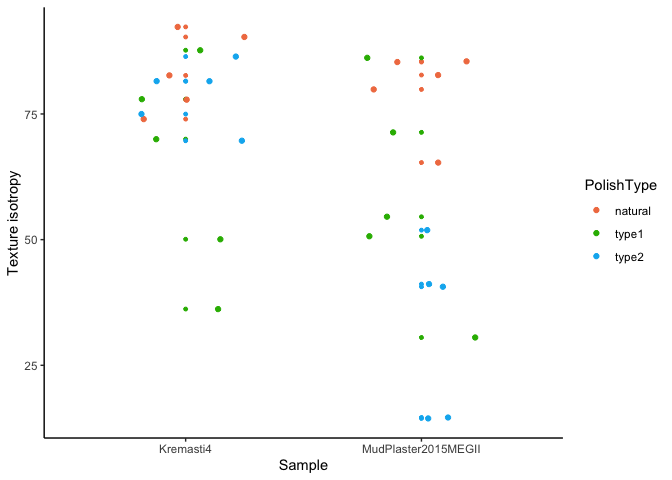 75
50
25
Texture isotropy
Kremasti4
MudPlaster2015MEGII
Sample
PolishType
natural
type1
type2